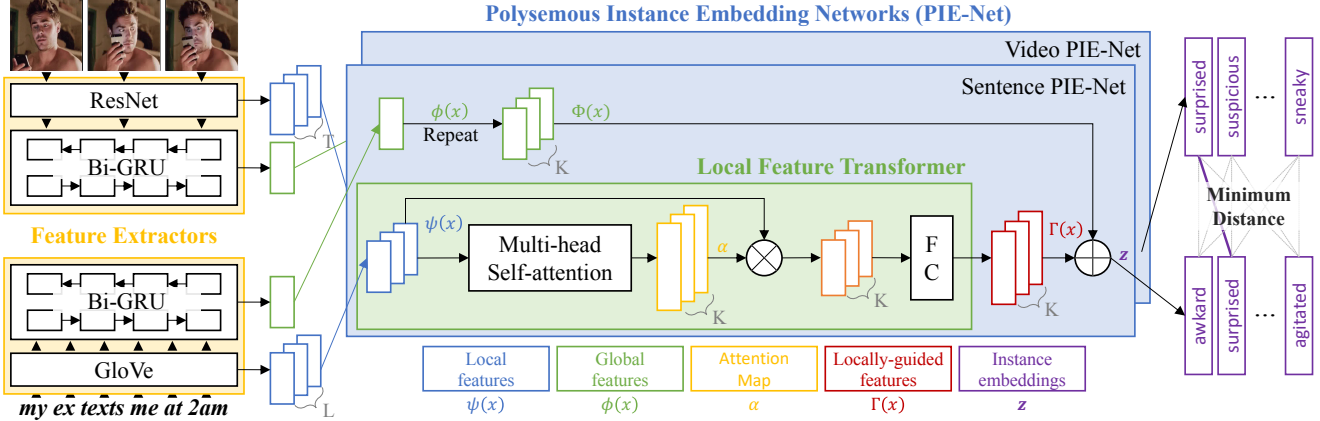 Polysemous Instance Embedding Networks (PIE-Net)
Video PIE-Net
Sentence PIE-Net
ResNet
Bi-GRU
Feature Extractors
Bi-GRU
GloVe
my ex texts me at 2am
T
L
ϕ(x)
Repeat
K
Φ(x)
Local Feature Transformer
ψ(x)
Multi-head
Self-attention
α
K
K
F
C
Γ(x)
K
z
surprised
suspicious
...
sneaky
Minimum
Distance
awkard
surprised
...
agitated
Local
features
ψ(x)
Global
features
ϕ(x)
Attention
Map
α
Locally-guided
features
Γ(x)
Instance
embeddings
z